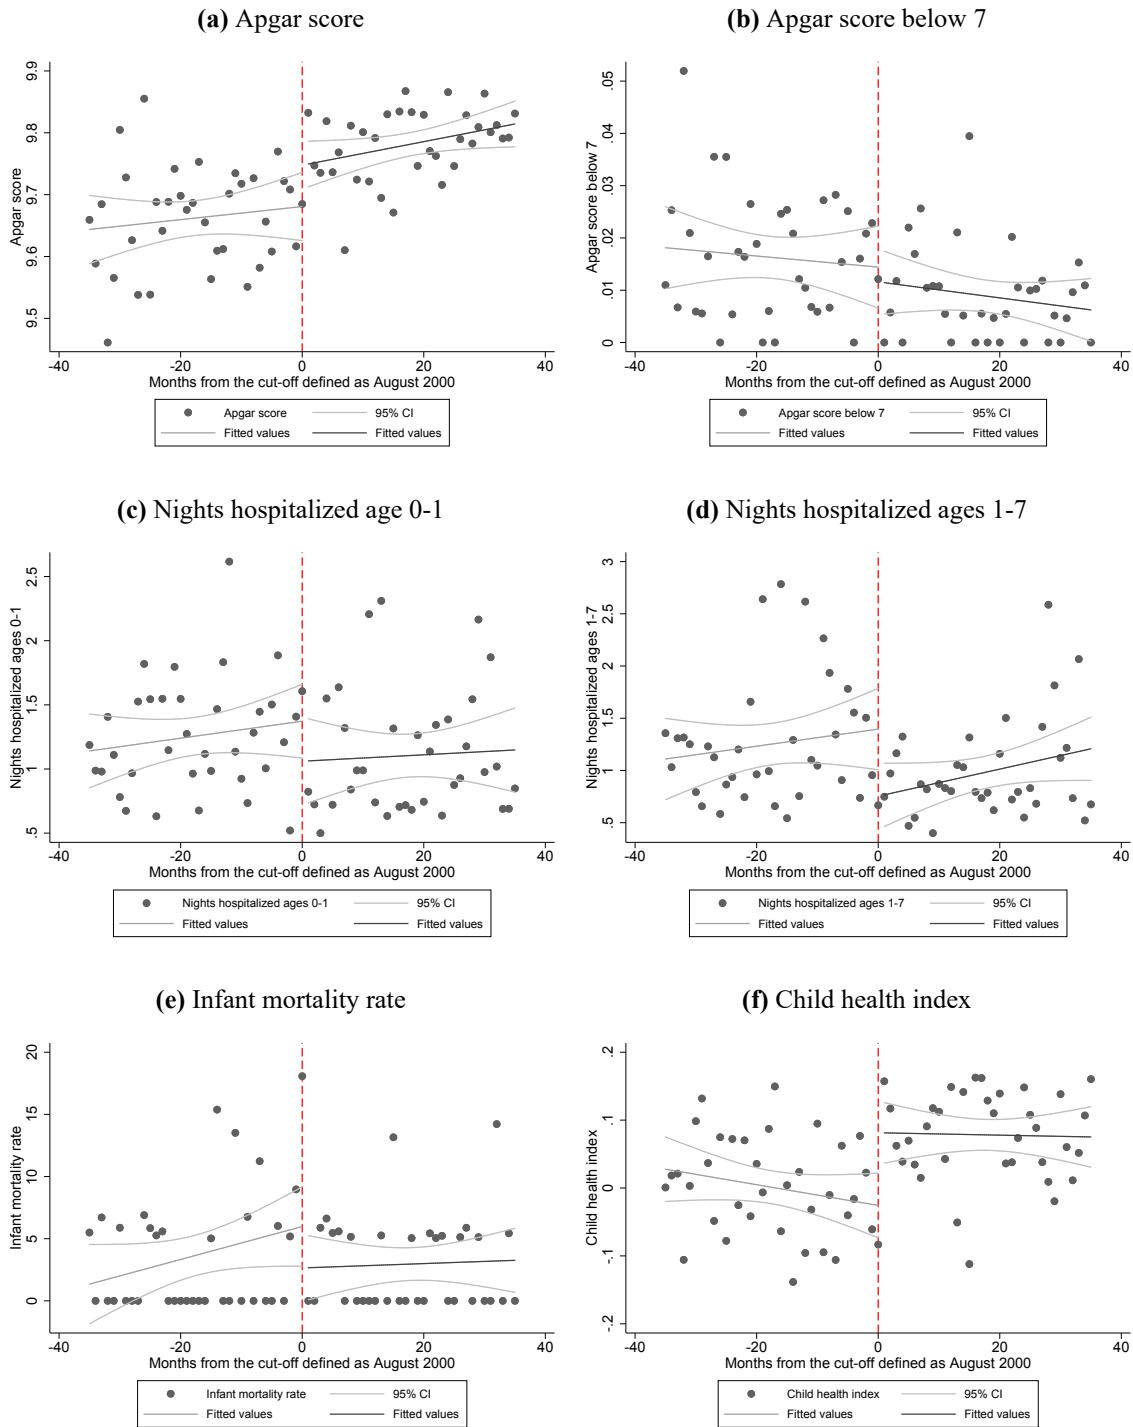 (a) Apgar score
Apgar score
9.9
9.8
9.7
9.6
9.5
-40 -20 0 20 40
Months from the cut-off defined as August 2000
Apgar score 95% CI
Fitted values Fitted values
(b) Apgar score below 7
Apgar score below 7
.05
.04
.03
.02
.01
0
-40 -20 0 20 40
Months from the cut-off defined as August 2000
Apgar score below 7 95% CI
Fitted values Fitted values
(c) Nights hospitalized age 0-1
Nights hospitalized ages 0-1
2.5
2
1.5
1
.5
-40 -20 0 20 40
Months from the cut-off defined as August 2000
Nights hospitalized ages 0-1 95% CI
Fitted values Fitted values
(d) Nights hospitalized ages 1-7
Nights hospitalized ages 1-7
3
2.5
2
1.5
1
.5
-40 -20 0 20 40
Months from the cut-off defined as August 2000
Nights hospitalized ages 1-7 95% CI
Fitted values Fitted values
(e) Infant mortality rate
Infant mortality rate
20
15
10
5
0
-40 -20 0 20 40
Months from the cut-off defined as August 2000
Infant mortality rate 95% CI
Fitted values Fitted values
(f) Child health index
Child health index
.2
.1
0
-.1
-.2
-40 -20 0 20 40
Months from the cut-off defined as August 2000
Child health index 95% CI
Fitted values Fitted values